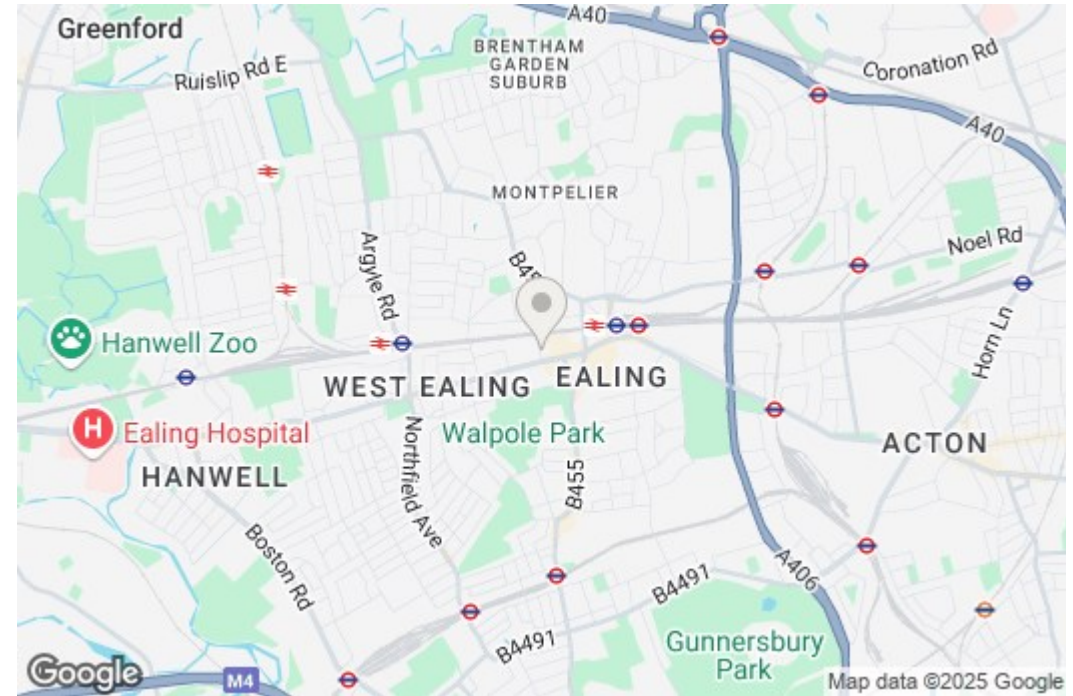 Greenford
A40
BRENTHAM
GARDEN
SUBURB
Coronation Rd
Ruislip Rd E
A40
MONTPELIER
Argyle Rd
Noel Rd
Horn Ln
Hanwell Zoo
WEST EALING
EALING
H
Ealing Hospital
Walpole Park
ACTON
HANWELL
Northfield Ave
B455
Boston Rd
B4491
A406
B4491
Gunnersbury
Park
Google
M4
Map data ©2025 Google